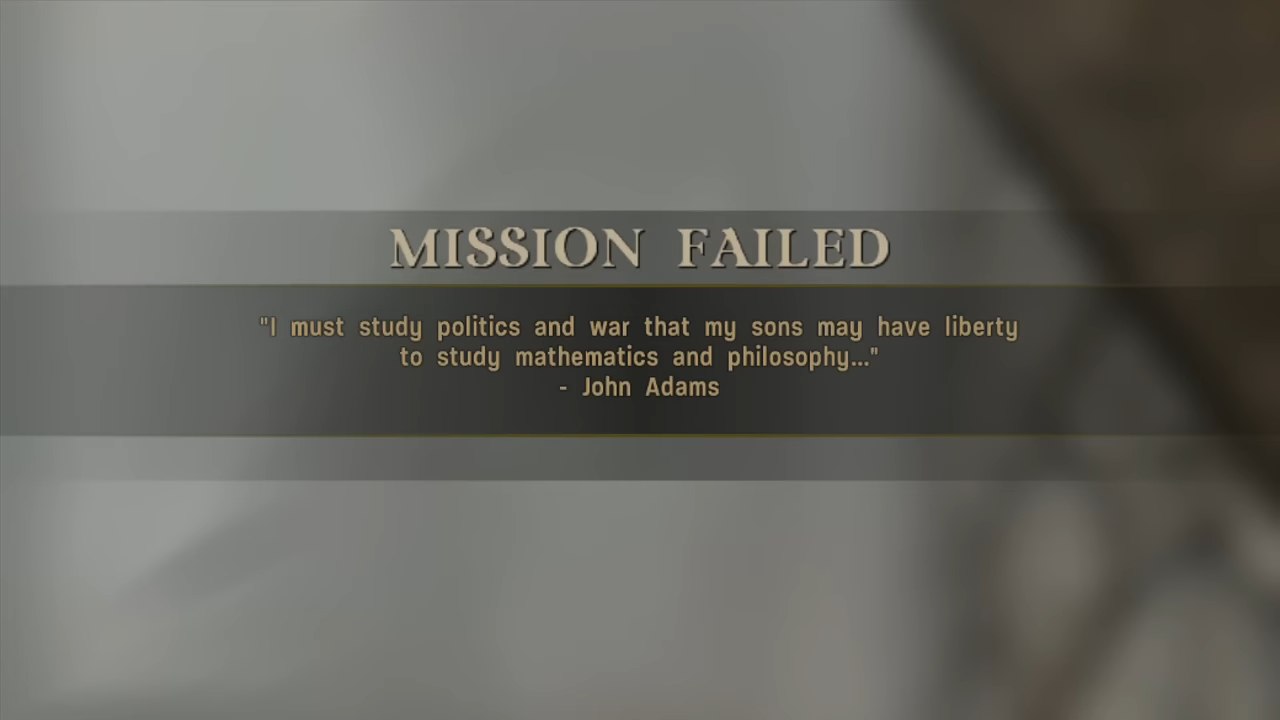 MISSION FAILED
"I must study politics and war that my sons may have liberty
to study mathematics and philosophy..."
- John Adams